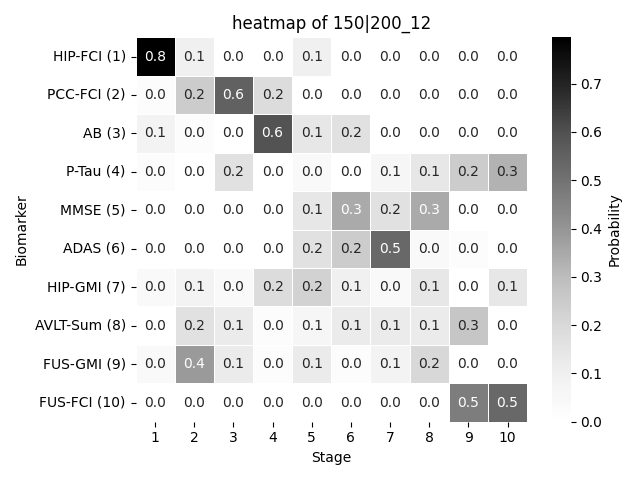 heatmap of 150|200_12
HIP-FCI (1) 0.8 0.1 0.0 0.0 0.1 0.0 0.0 0.0 0.0 0.0
PCC-FCI (2) 0.0 0.2 0.6 0.2 0.0 0.0 0.0 0.0 0.0 0.0
AB (3) 0.1 0.0 0.0 0.6 0.1 0.2 0.0 0.0 0.0 0.0
P-Tau (4) 0.0 0.0 0.2 0.0 0.0 0.0 0.1 0.1 0.2 0.3
MMSE (5) 0.0 0.0 0.0 0.0 0.1 0.3 0.2 0.3 0.0 0.0
ADAS (6) 0.0 0.0 0.0 0.0 0.2 0.2 0.5 0.0 0.0 0.0
HIP-GMI (7) 0.0 0.1 0.0 0.2 0.2 0.1 0.0 0.1 0.0 0.1
AVLT-Sum (8) 0.0 0.2 0.1 0.0 0.1 0.1 0.1 0.1 0.3 0.0
FUS-GMI (9) 0.0 0.4 0.1 0.0 0.1 0.0 0.1 0.2 0.0 0.0
FUS-FCI (10) 0.0 0.0 0.0 0.0 0.0 0.0 0.0 0.0 0.5 0.5
1 2 3 4 5 6 7 8 9 10
Stage
Biomarker
0.7
0.6
0.5
0.4
0.3
0.2
0.1
0.0
Probability